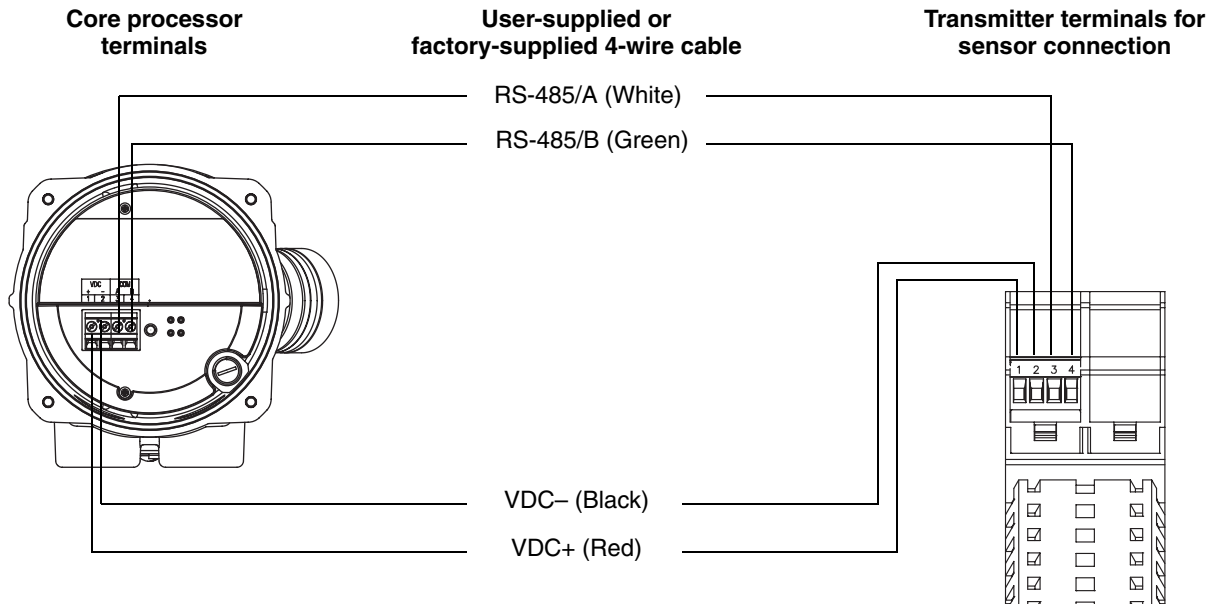 Core processor
terminals
User-supplied or
factory-supplied 4-wire cable
Transmitter terminals for
sensor connection
RS-485/A (White)
RS-485/B (Green)
VDC COM
+ - A B
1 2 3 4
1 2 3 4
VDC– (Black)
VDC+ (Red)